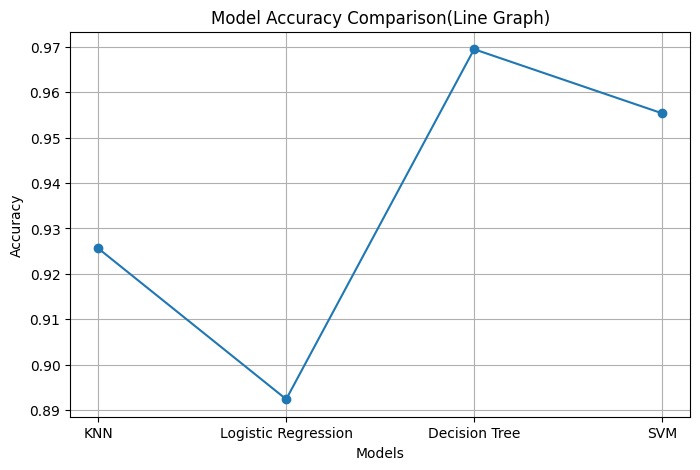 Model Accuracy Comparison(Line Graph)
0.97
0.96
0.95
0.94
0.93
0.92
0.91
0.90
0.89
Accuracy
KNN Logistic Regression Decision Tree SVM
Models